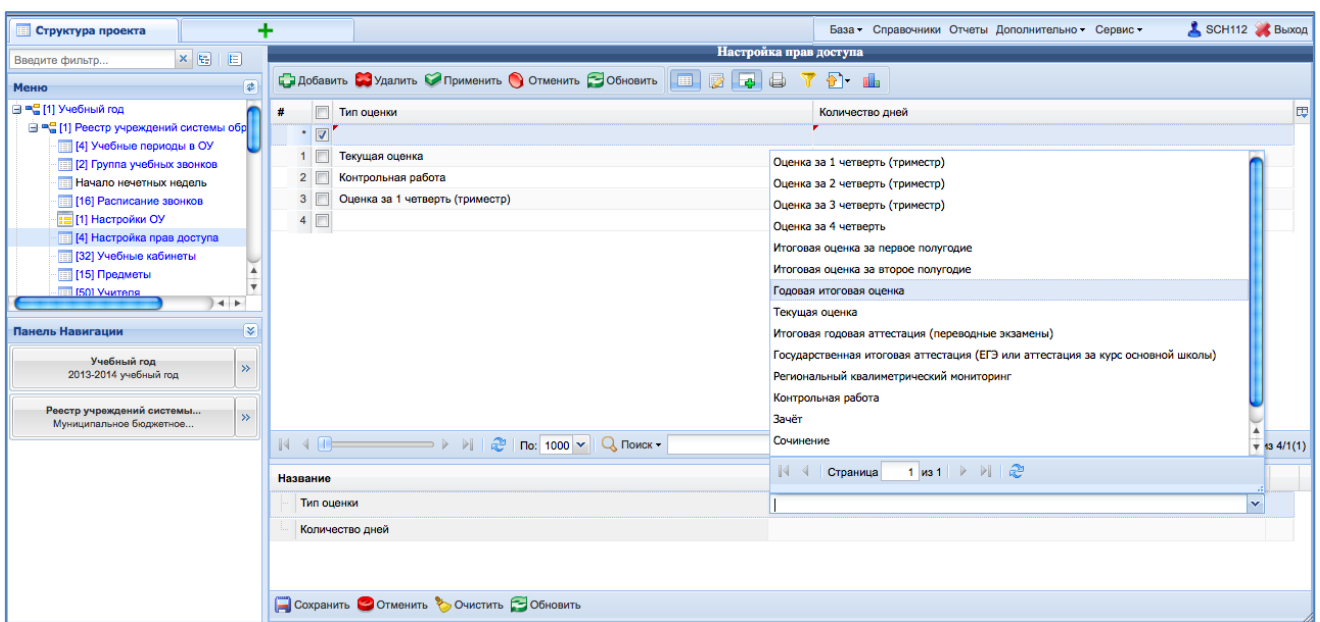 Структура проекта
База Справочники Отчеты Дополнительно Сервис SCH112 Выход
Введите фильтр...
Настройка прав доступа
Меню
Добавить Удалить Применить Отменить Обновить
[1] Учебный год
[1] Реестр учреждений системы обр
[4] Учебные периоды в ОУ
[2] Группа учебных звонков
Начало нечетных недель
[16] Расписание звонков
[1] Настройки ОУ
[4] Настройка прав доступа
[32] Учебные кабинеты
[15] Предметы
[50] Учителя
# Тип оценки Количество дней
*
1 Текущая оценка
2 Контрольная работа
3 Оценка за 1 четверть (триместр)
4
Оценка за 1 четверть (триместр)
Оценка за 2 четверть (триместр)
Оценка за 3 четверть (триместр)
Оценка за 4 четверть
Итоговая оценка за первое полугодие
Итоговая оценка за второе полугодие
Годовая итоговая оценка
Текущая оценка
Итоговая годовая аттестация (переводные экзамены)
Государственная итоговая аттестация (ЕГЭ или аттестация за курс основной школы)
Региональный квалиметрический мониторинг
Контрольная работа
Зачёт
Сочинение
Страница 1 из 1
Панель Навигации
Учебный год
2013-2014 учебный год
Реестр учреждений системы...
Муниципальное бюджетное...
По: 1000 Поиск из 4/1(1)
Название
Тип оценки
Количество дней
Сохранить Отменить Очистить Обновить